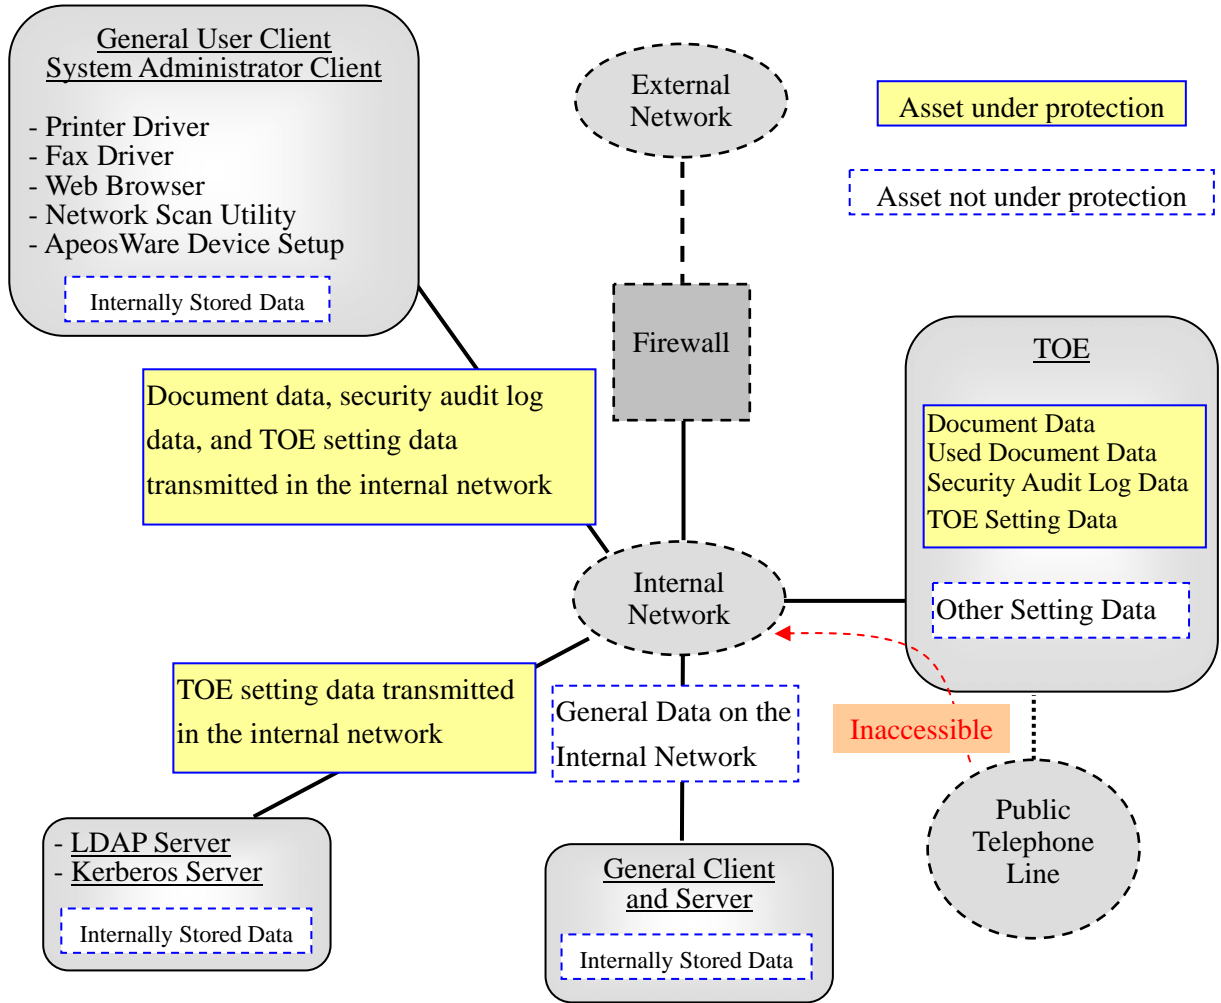 General User Client
System Administrator Client
- Printer Driver
- Fax Driver
- Web Browser
- Network Scan Utility
- ApeosWare Device Setup
Internally Stored Data
External
Network
Asset under protection
Asset not under protection
Firewall
Document data, security audit log
data, and TOE setting data
transmitted in the internal network
TOE
Document Data
Used Document Data
Security Audit Log Data
TOE Setting Data
Other Setting Data
Internal
Network
TOE setting data transmitted
in the internal network
General Data on the
Internal Network
Inaccessible
Public
Telephone
Line
- LDAP Server
- Kerberos Server
Internally Stored Data
General Client
and Server
Internally Stored Data